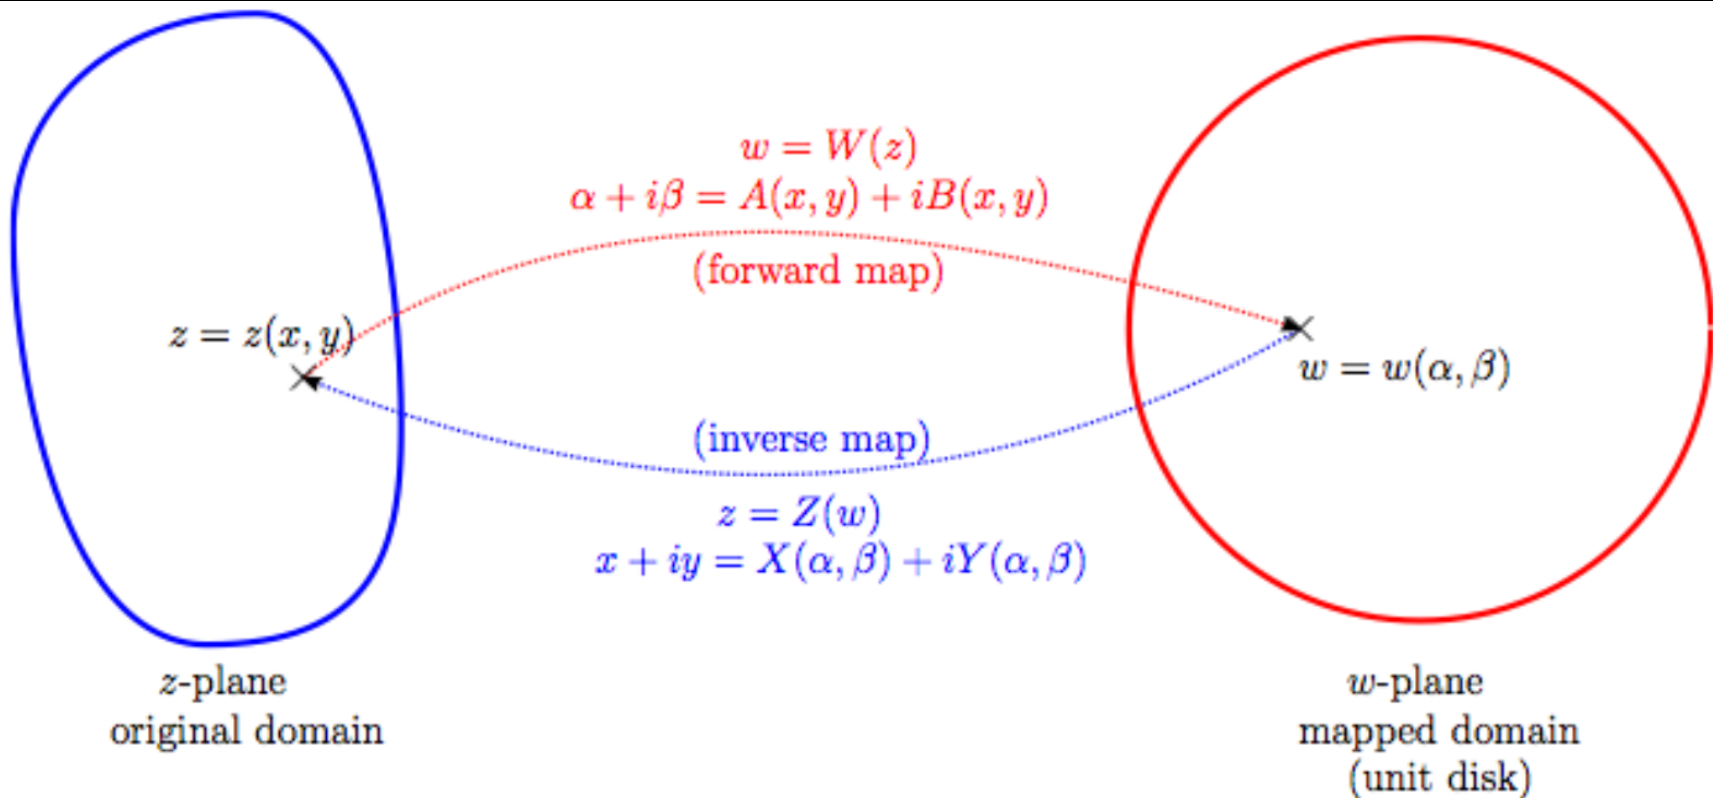 w = W(z)
α + iβ = A(x, y) + iB(x, y)
(forward map)
z = z(x, y)
w = w(α, β)
(inverse map)
z = Z(w)
x + iy = X(α, β) + iY(α, β)
z-plane
original domain
w-plane
mapped domain
(unit disk)